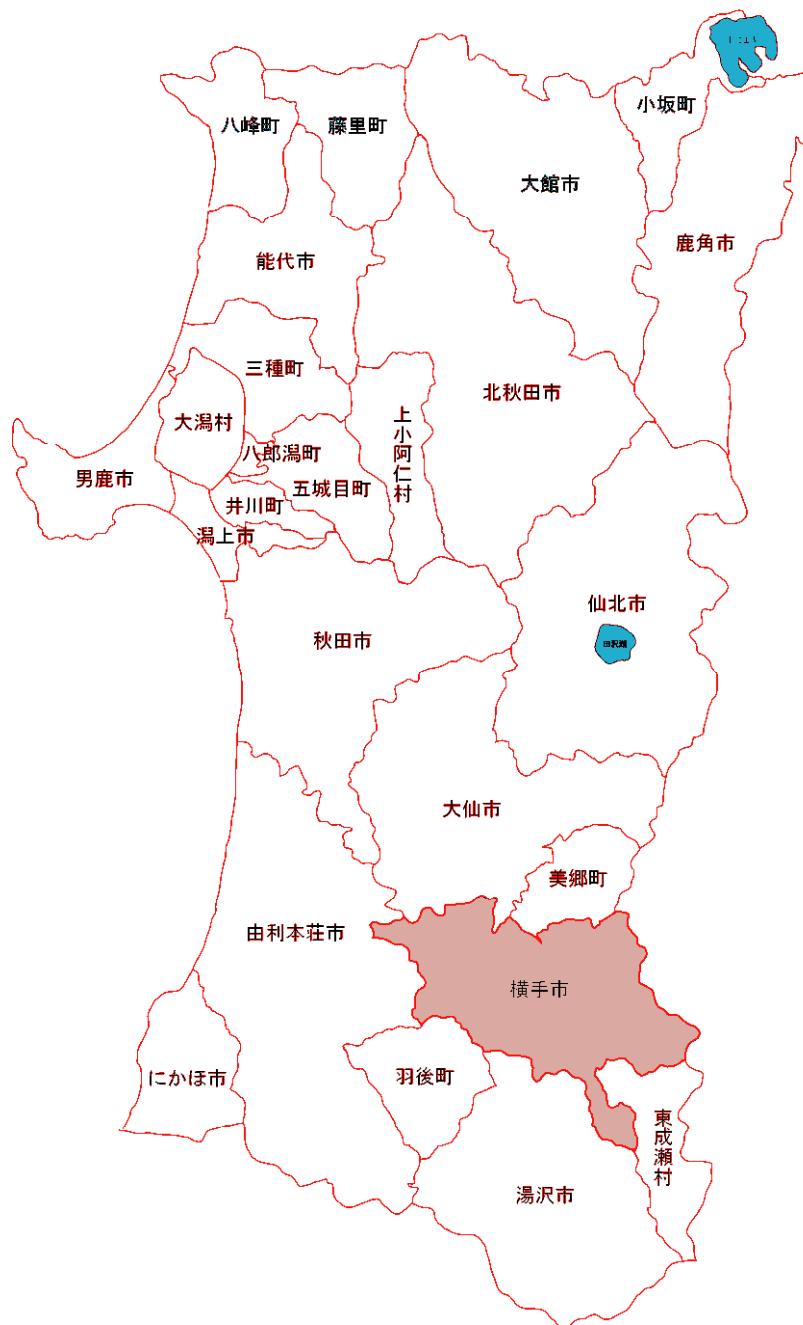 八峰町
藤里町
小坂町
大館市
鹿角市
能代市
三種町
北秋田市
大潟村
上小阿仁村
八郎潟町
男鹿市
五城目町
井川町
潟上市
仙北市
秋田市
田沢湖
大仙市
美郷町
由利本荘市
横手市
にかほ市
羽後町
東成瀬村
湯沢市